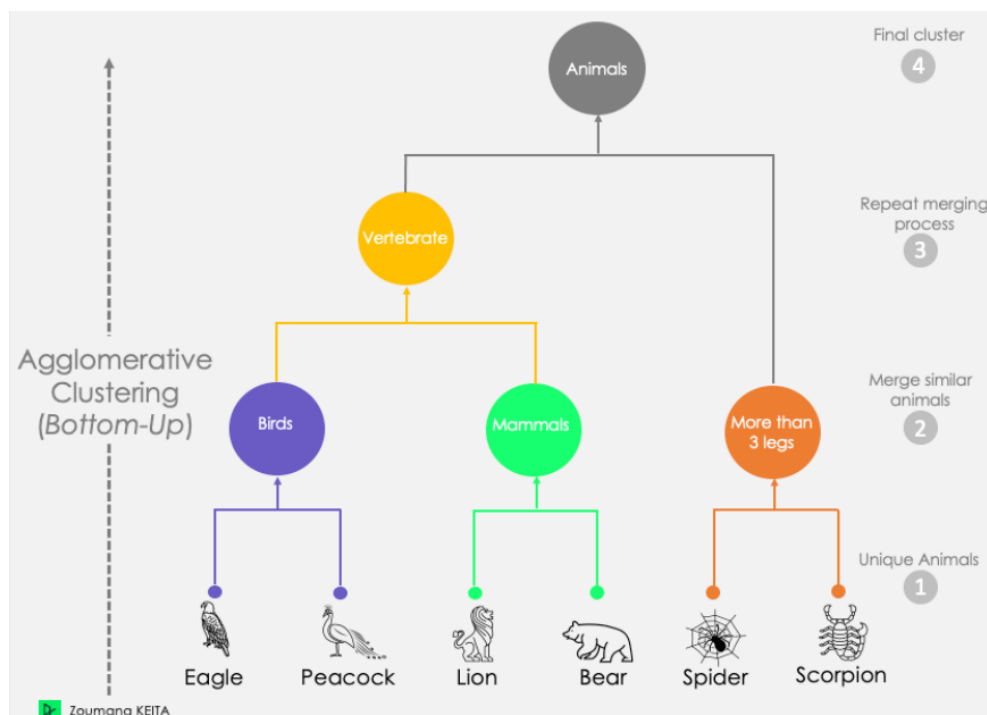 Final cluster
4
Animals
Repeat merging
process
3
Vertebrate
Agglomerative
Clustering
(Bottom-Up)
Merge similar
animals
2
Birds
Mammals
More than
3 legs
Unique Animals
1
Eagle
Peacock
Lion
Bear
Spider
Scorpion
Zoumana KEITA